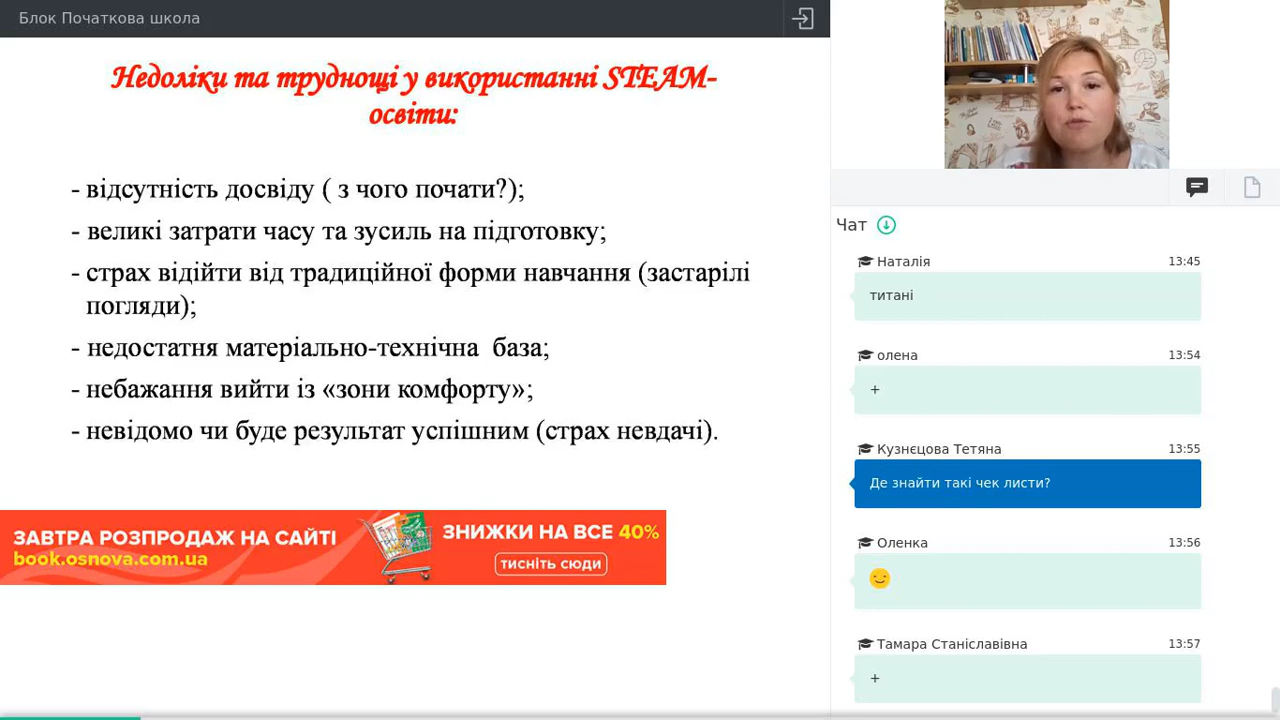 Блок Початкова школа
Недоліки та труднощі у використанні STEAM-
освіти:
- відсутність досвіду ( з чого почати?);
- великі затрати часу та зусиль на підготовку;
- страх відійти від традиційної форми навчання (застарілі
погляди);
- недостатня матеріально-технічна база;
- небажання вийти із «зони комфорту»;
- невідомо чи буде результат успішним (страх невдачі).
ЗАВТРА РОЗПРОДАЖ НА САЙТІ
book.osnova.com.ua
ЗНИЖКИ НА ВСЕ 40%
тисніть сюди
Чат
Наталія 13:45
титані
олена 13:54
+
Кузнєцова Тетяна 13:55
Де знайти такі чек листи?
Оленка 13:56
Тамара Станіславівна 13:57
+